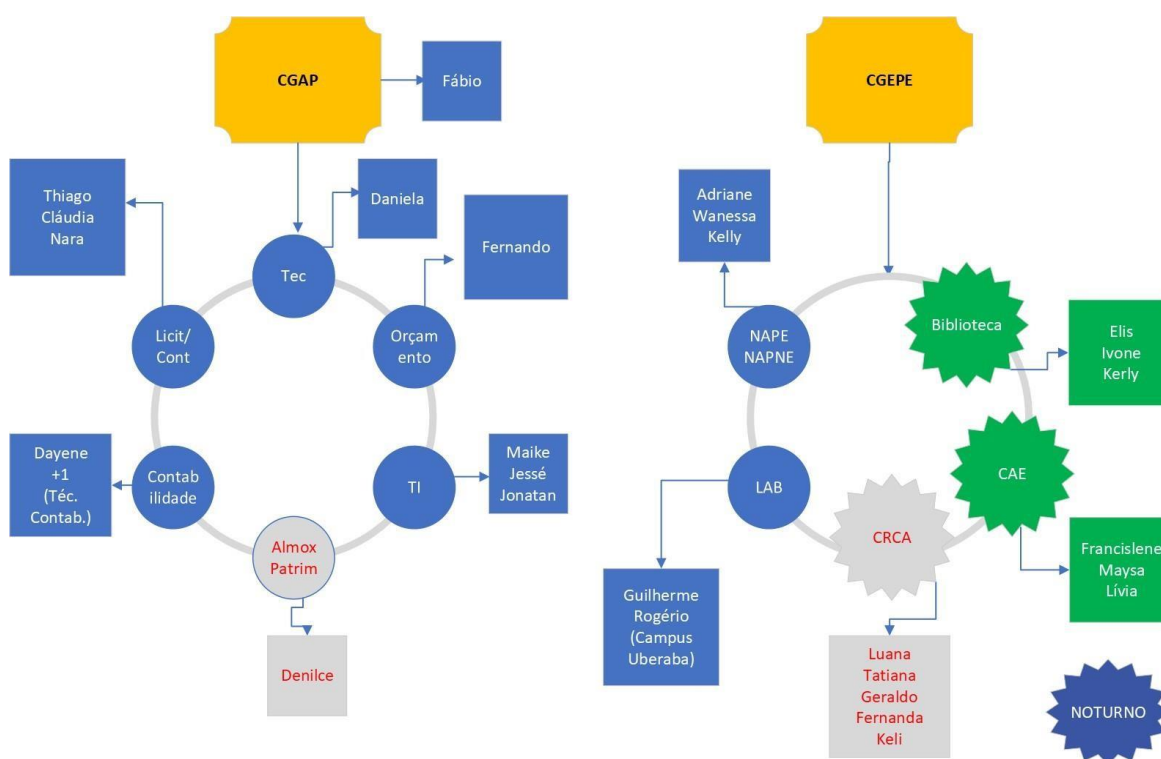 CGAP
Fábio
Thiago
Cláudia
Nara
Daniela
Fernando
Tec
Licit/
Cont
Orçam
ento
Dayene
+1
(Téc.
Contab.)
Contab
ilidade
TI
Maike
Jessé
Jonatan
Almox
Patrim
Denilce
CGEPE
Adriane
Wanessa
Kelly
NAPE
NAPNE
Biblioteca
Elis
Ivone
Kerly
LAB
CAE
CRCA
Francislene
Maysa
Lívia
Guilherme
Rogério
(Campus
Uberaba)
Luana
Tatiana
Geraldo
Fernanda
Keli
NOTURNO